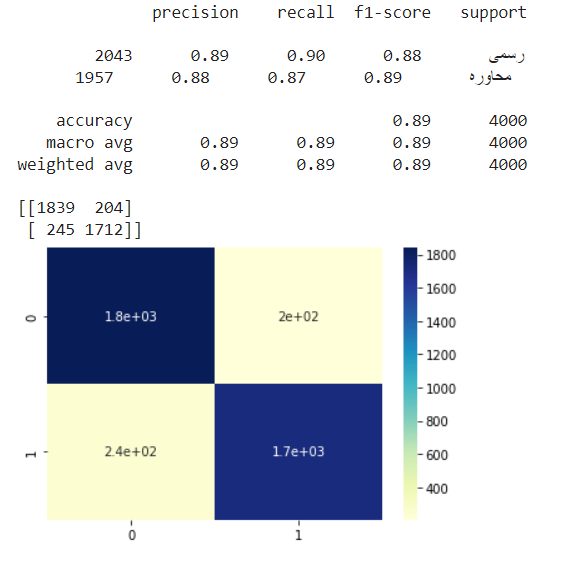 precision recall f1-score support
2043 0.89 0.90 0.88 رسمی
1957 0.88 0.87 0.89 محاوره
accuracy 0.89 4000
macro avg 0.89 0.89 0.89 4000
weighted avg 0.89 0.89 0.89 4000
[[1839 204]
[ 245 1712]]
0 1.8e+03 2e+02
1 2.4e+02 1.7e+03
0 1
1800
1600
1400
1200
1000
800
600
400